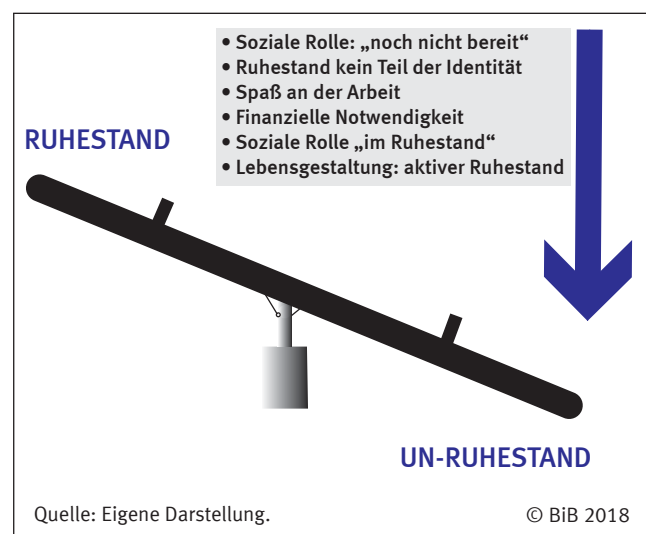 • Soziale Rolle: „noch nicht bereit“
• Ruhestand kein Teil der Identität
• Spaß an der Arbeit
• Finanzielle Notwendigkeit
• Soziale Rolle „im Ruhestand“
• Lebensgestaltung: aktiver Ruhestand
RUHESTAND
UN-RUHESTAND
Quelle: Eigene Darstellung.
© BiB 2018